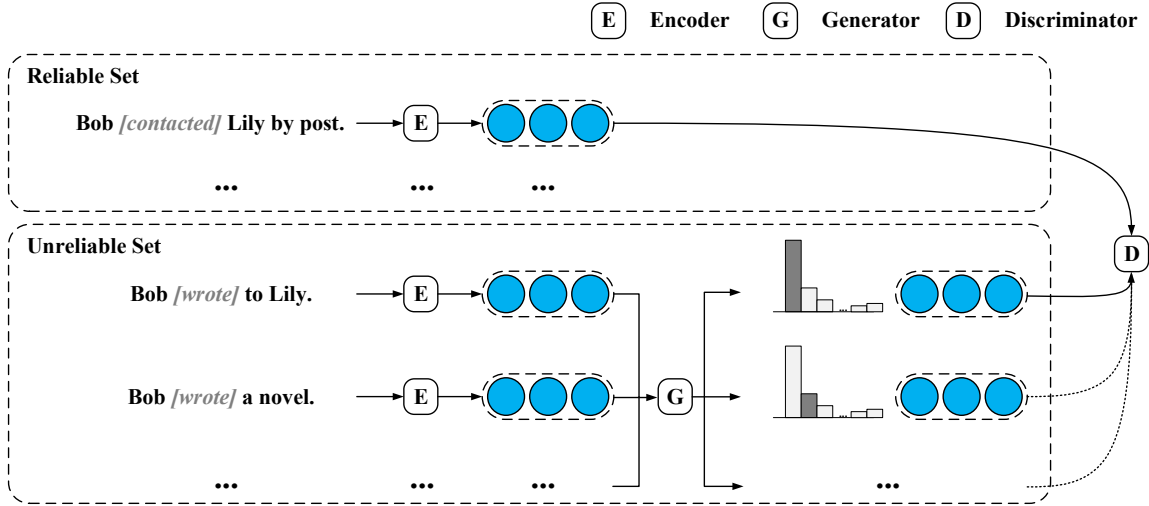 E Encoder G Generator D Discriminator
Reliable Set
Bob [contacted] Lily by post. E
... ... ...
Unreliable Set
D
Bob [wrote] to Lily. E
...
Bob [wrote] a novel. E G
...
... ... ... ...